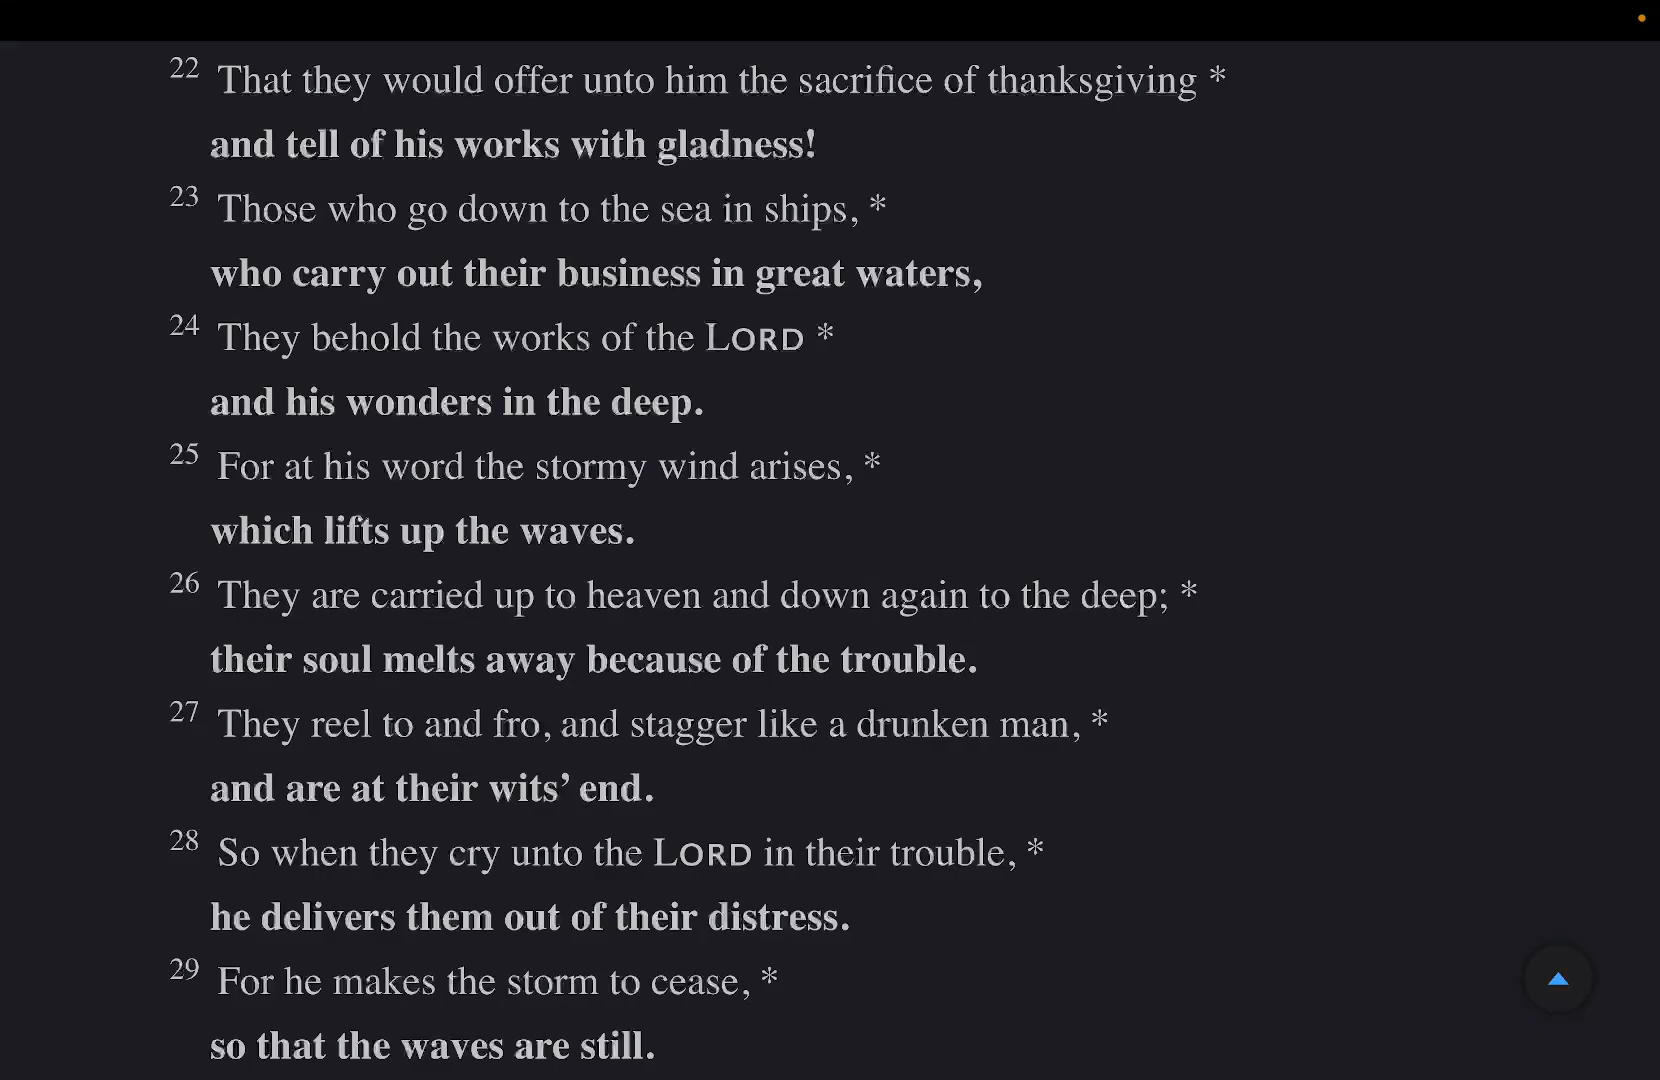 22 That they would offer unto him the sacrifice of thanksgiving *
and tell of his works with gladness!
23 Those who go down to the sea in ships, *
who carry out their business in great waters,
24 They behold the works of the LORD *
and his wonders in the deep.
25 For at his word the stormy wind arises, *
which lifts up the waves.
26 They are carried up to heaven and down again to the deep; *
their soul melts away because of the trouble.
27 They reel to and fro, and stagger like a drunken man, *
and are at their wits’ end.
28 So when they cry unto the LORD in their trouble, *
he delivers them out of their distress.
29 For he makes the storm to cease, *
so that the waves are still.